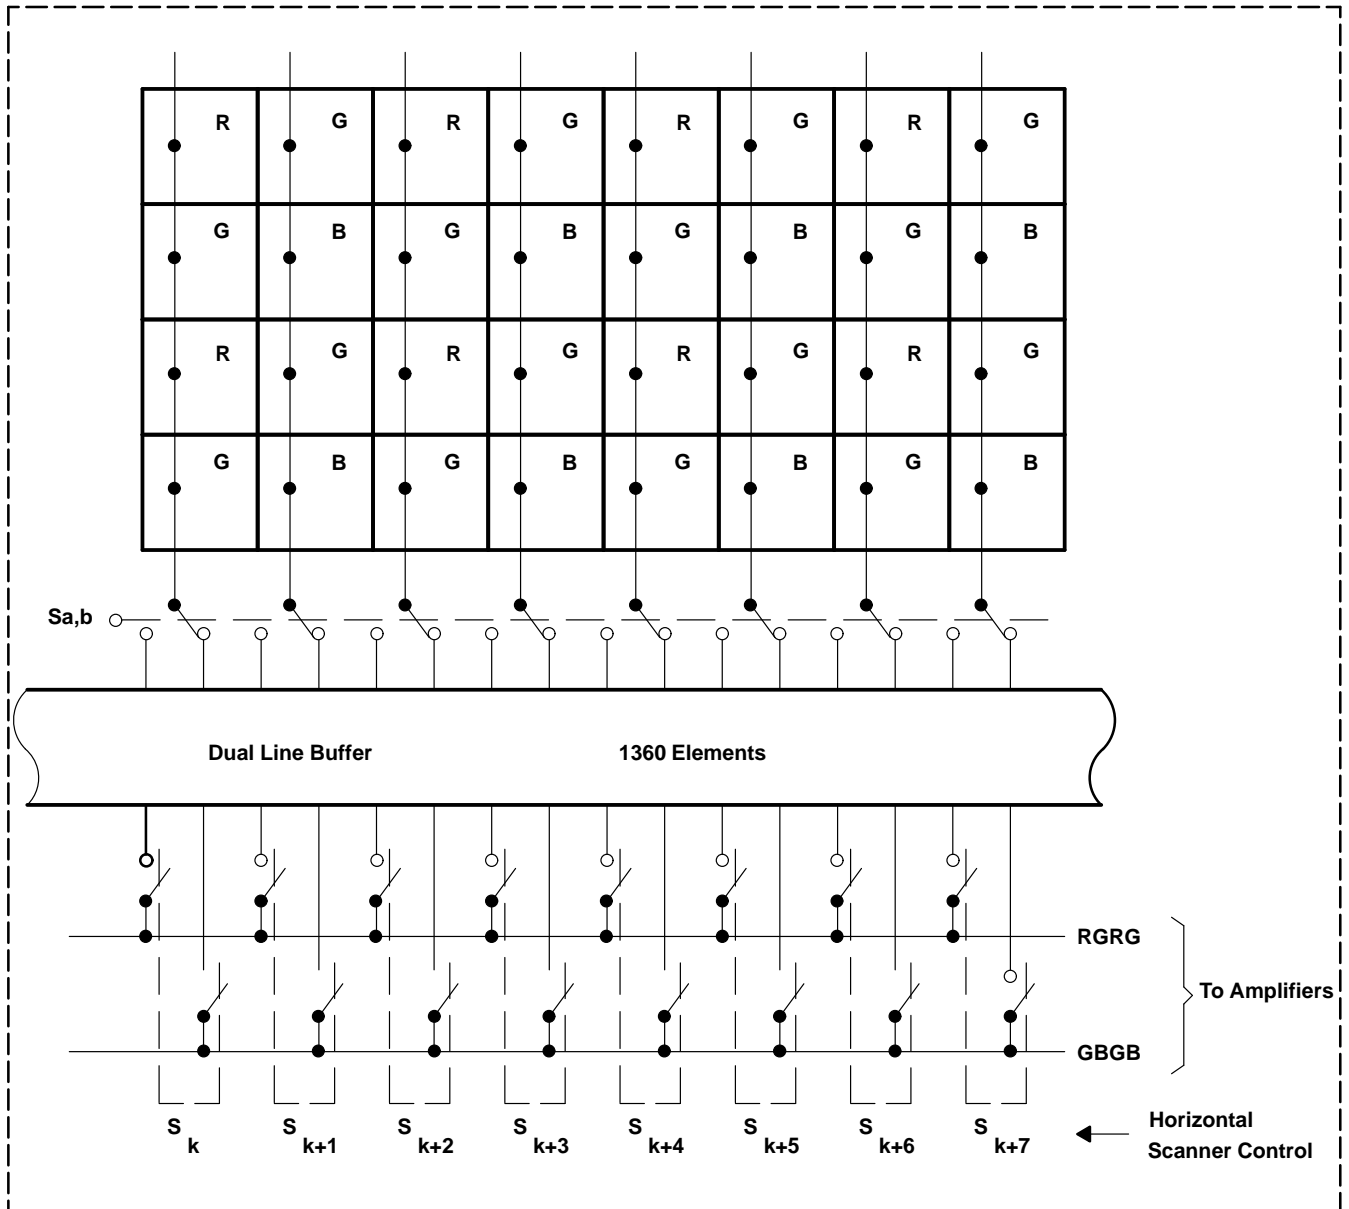 R G R G R G R G
G B G B G B G B
R G R G R G R G
G B G B G B G B
Sa,b
Dual Line Buffer 1360 Elements
RGRG
To Amplifiers
GBGB
S k S k+1 S k+2 S k+3 S k+4 S k+5 S k+6 S k+7
Horizontal
Scanner Control